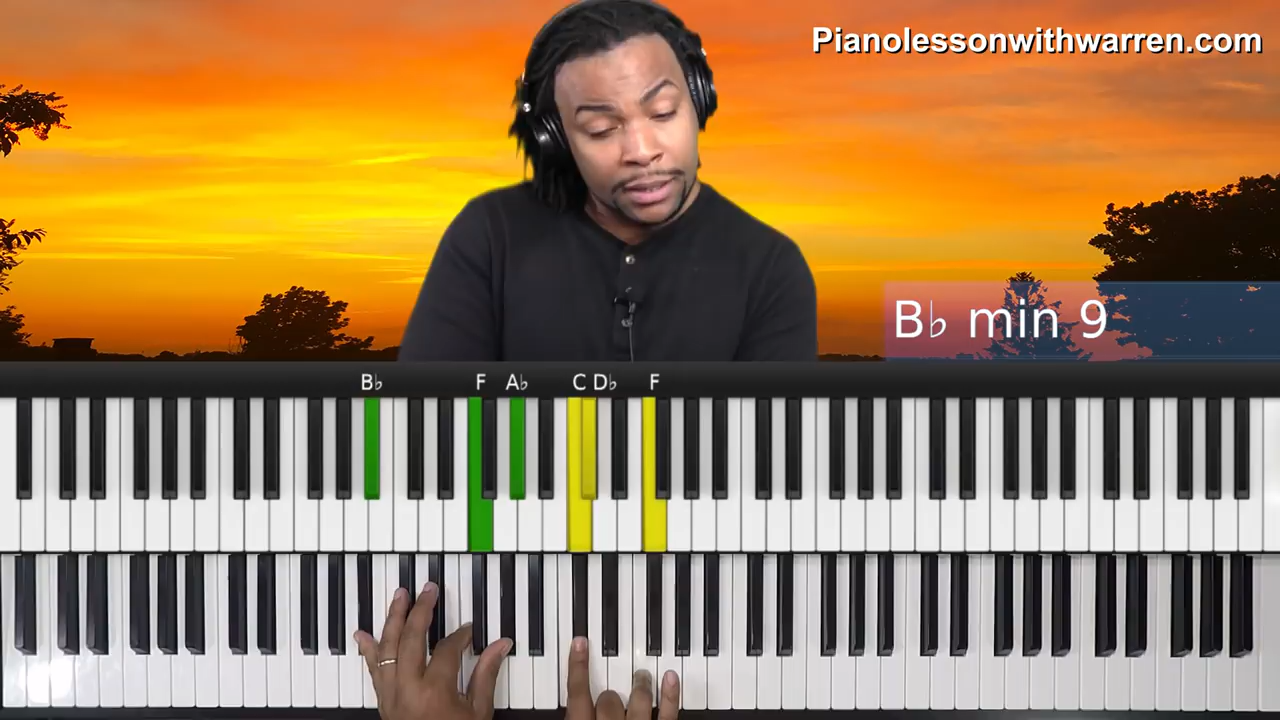 Pianolessonwithwarren.com
B♭ min 9
B♭ F A♭ C D♭ F